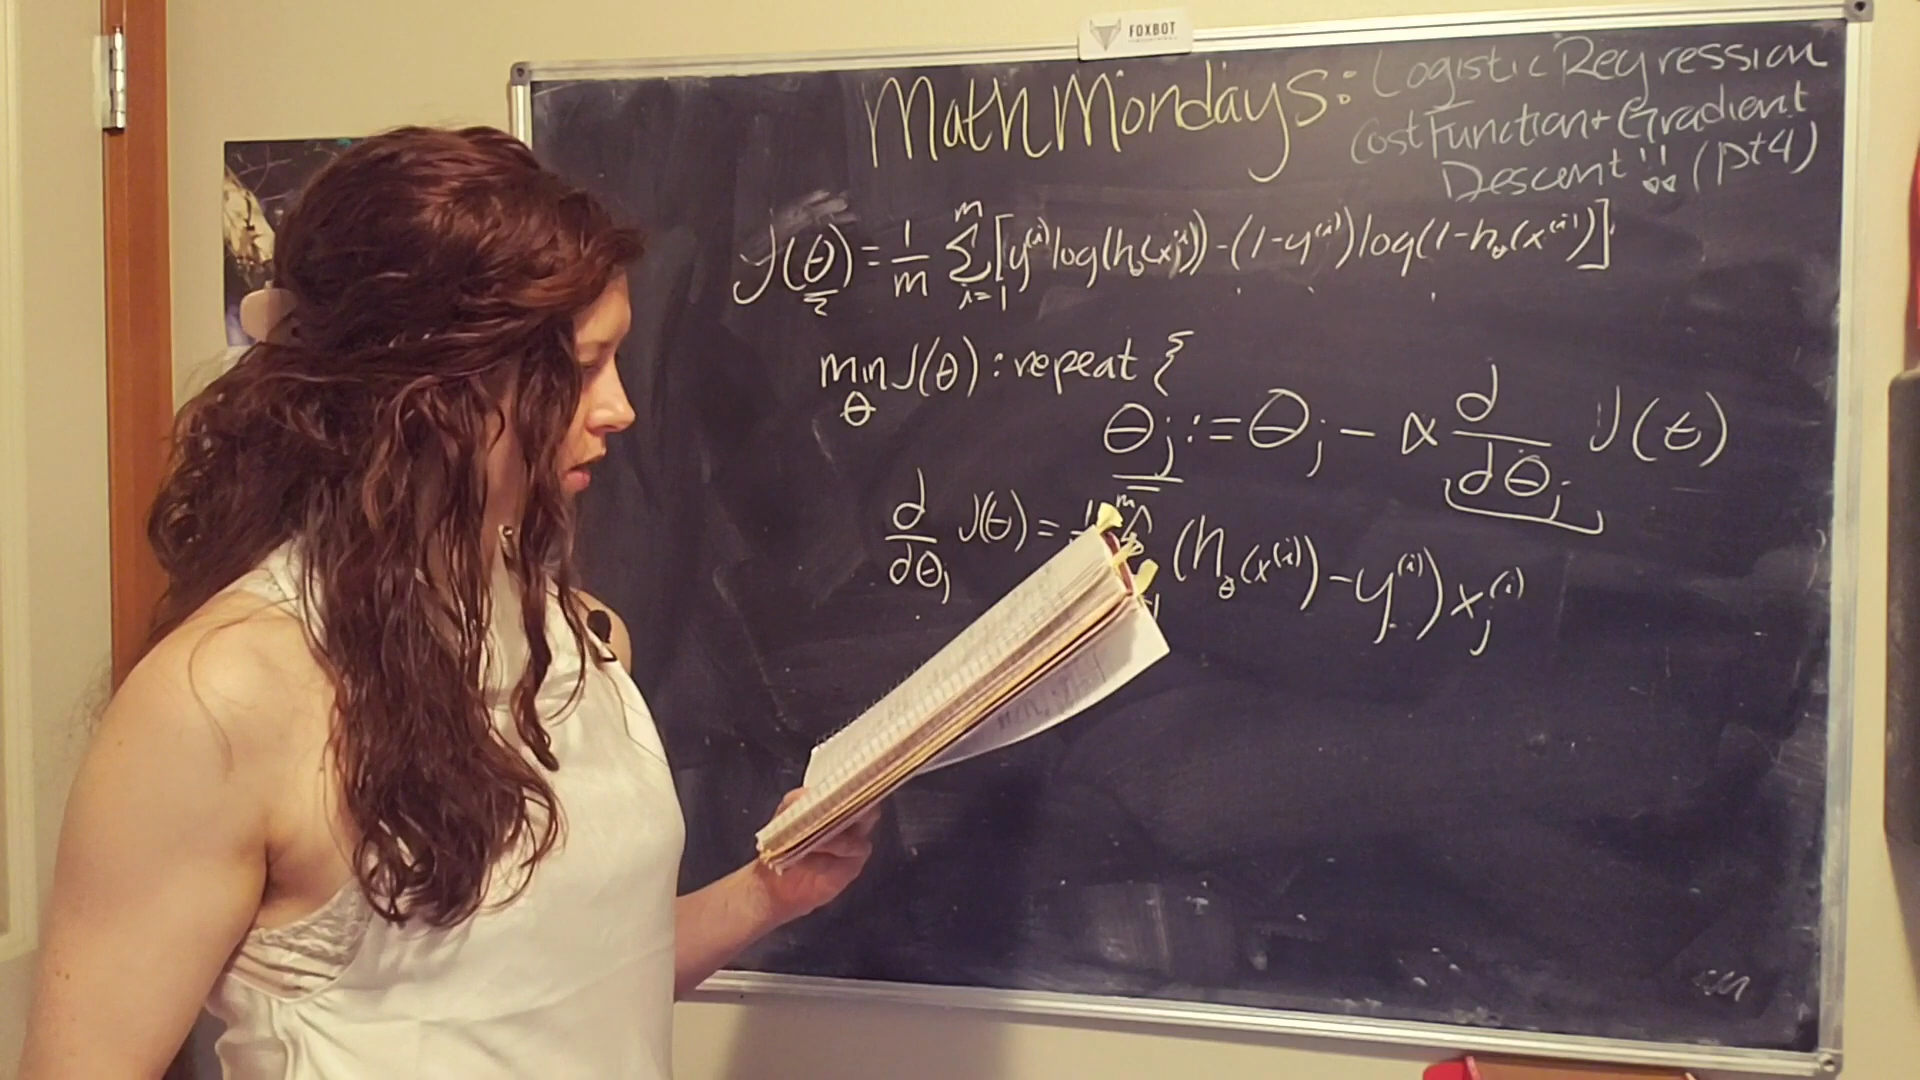 FOXBOT
Math Mondays: Logistic Regression
Cost Function + Gradient
Descent!! (pt4)
J(θ) = 1/m Σ_{i=1}^{m} [y^(i) log(h_θ(x^(i))) - (1-y^(i)) log(1-h_θ(x^(i))]
min_θ J(θ) : repeat {
θ_j := θ_j - α d/dθ_j J(θ)
d/dθ_j J(θ) = (h_θ(x^(i)) - y^(i)) x_j^(i)